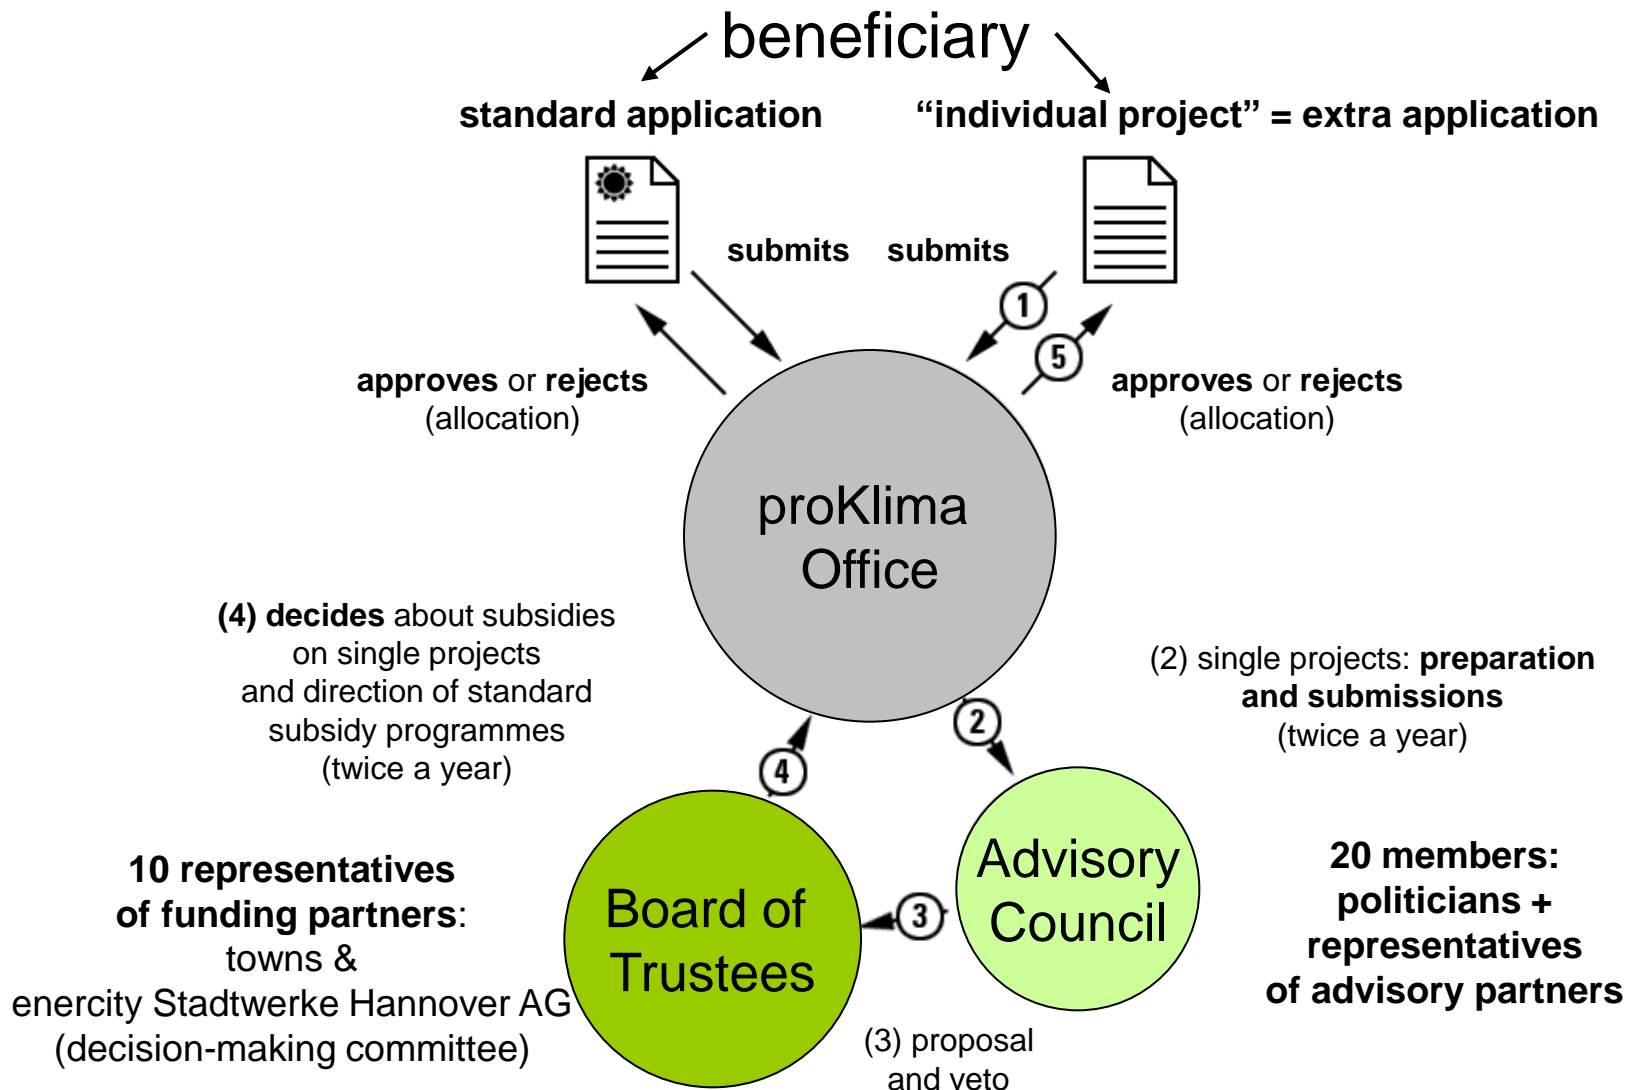 beneficiary
standard application
“individual project” = extra application
submits
submits
1
5
approves or rejects
(allocation)
approves or rejects
(allocation)
proKlima
Office
(4) decides about subsidies
on single projects
and direction of standard
subsidy programmes
(twice a year)
(2) single projects: preparation
and submissions
(twice a year)
2
4
10 representatives
of funding partners:
towns &
enercity Stadtwerke Hannover AG
(decision-making committee)
Board of
Trustees
3
Advisory
Council
20 members:
politicians +
representatives
of advisory partners
(3) proposal
and veto